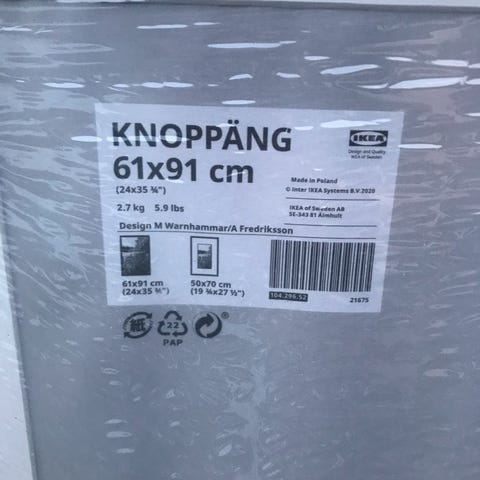 KNOPPÄNG
61x91 cm
(24x35 ¾")
2.7 kg 5.9 lbs
Design M Warnhammar/A Fredriksson
IKEA
Design and Quality
IKEA of Sweden
Made in Poland
© Inter IKEA Systems B.V. 2020
IKEA of Sweden AB
SE-343 81 Älmhult
61x91 cm
(24x35 ¾")
50x70 cm
(19 ¾x27 ½")
104.296.52
21675
紙
22
PAP